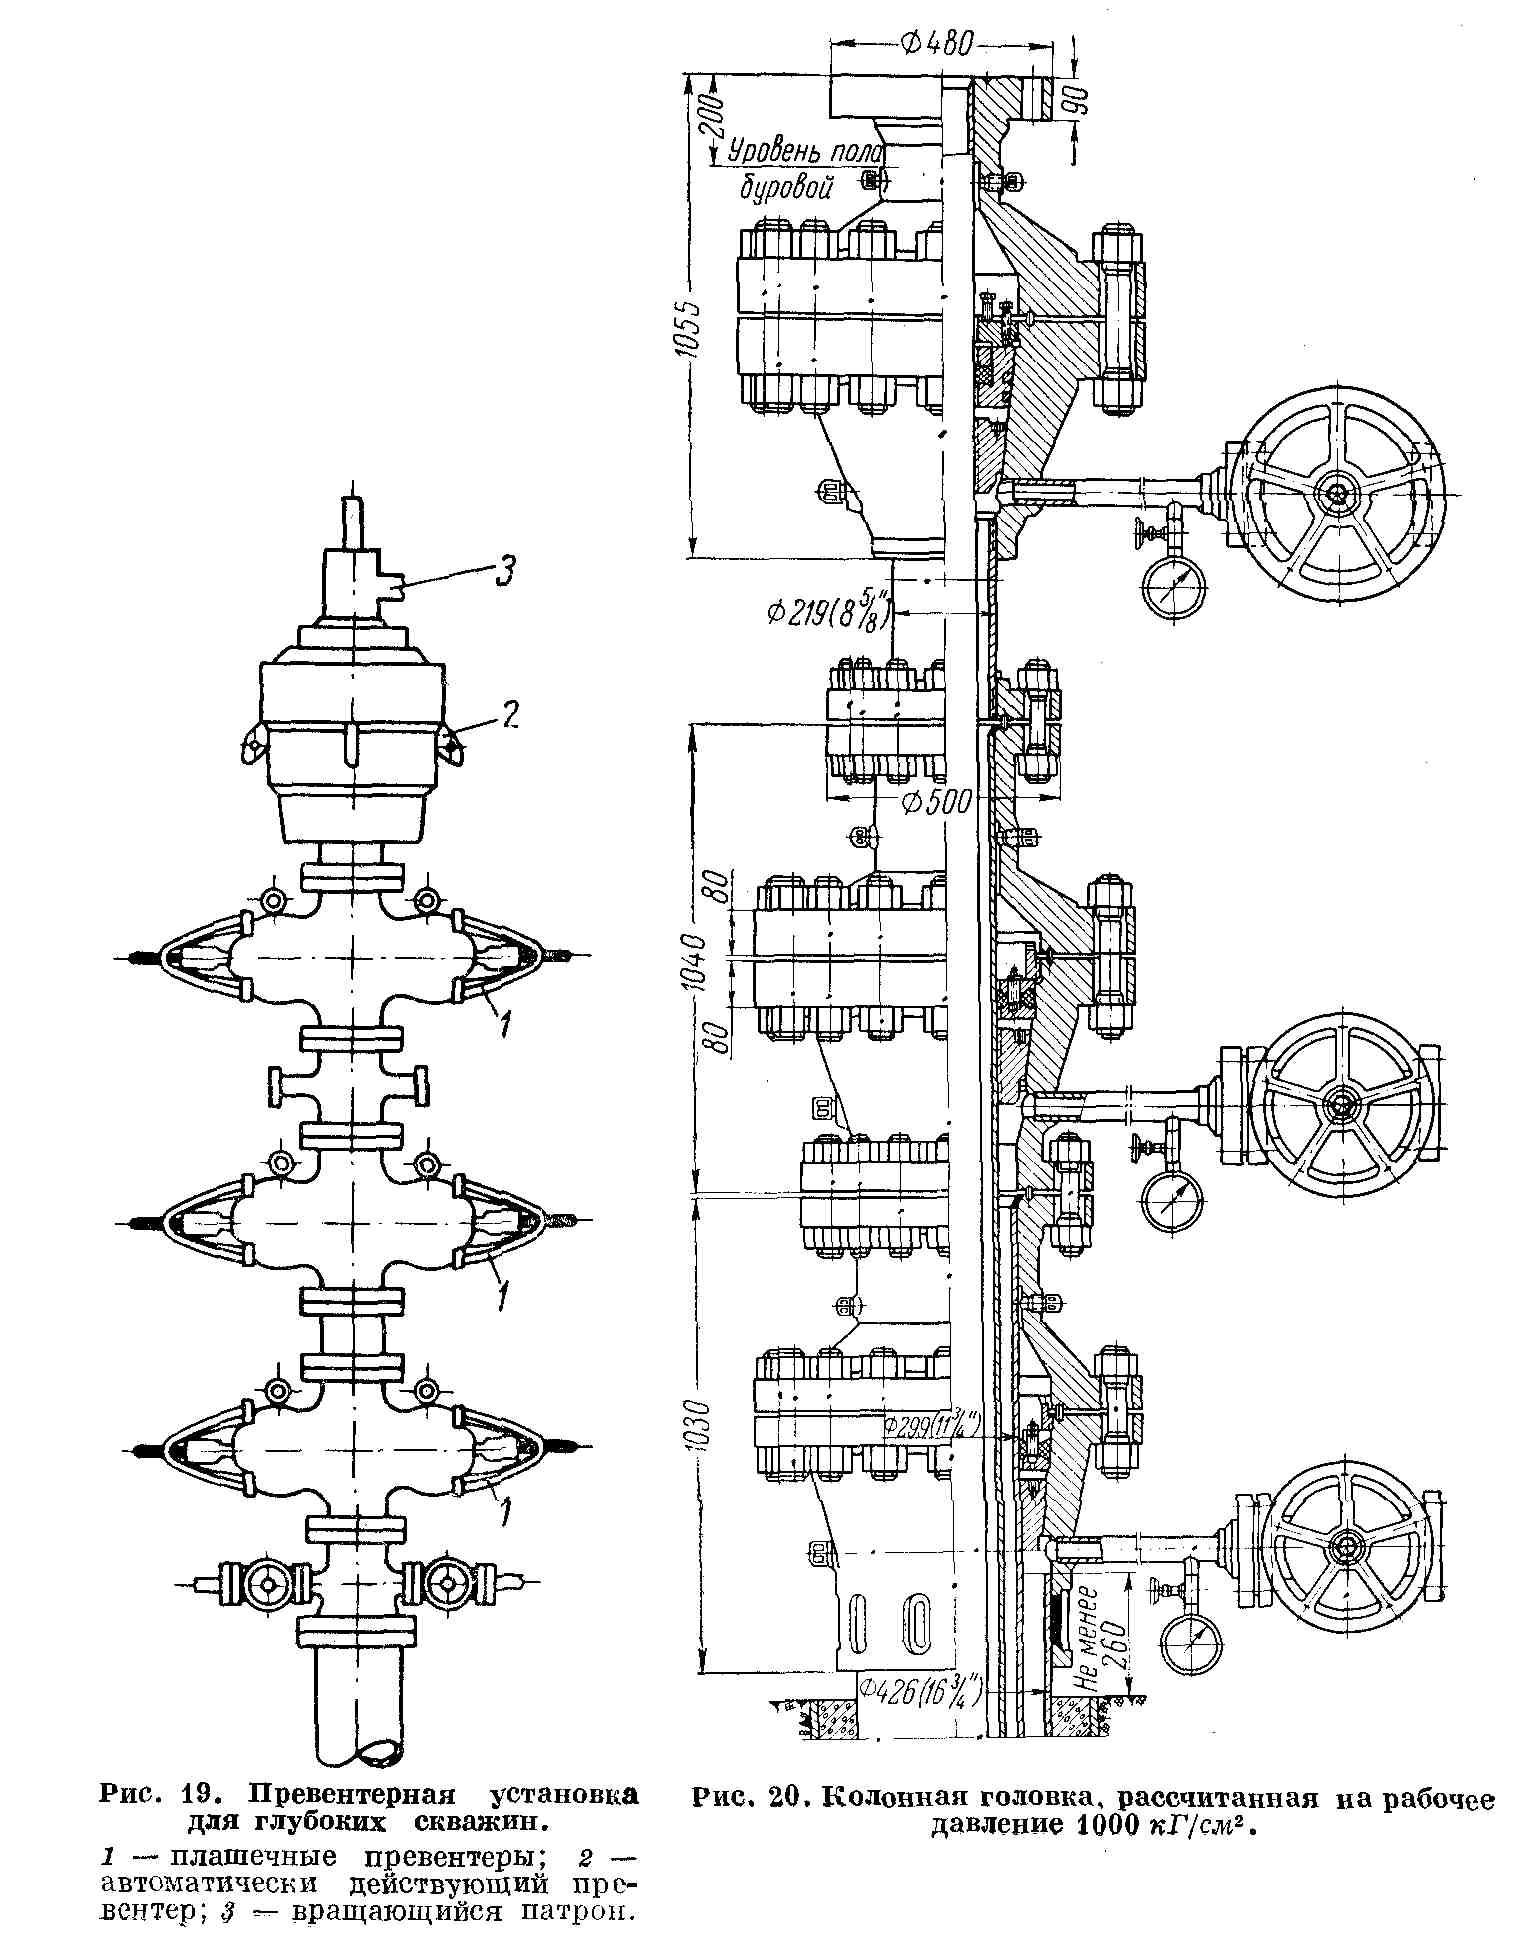 3
2
1
1
1
Рис. 19. Превентерная установка
для глубоких скважин.
1 — плашечные превентеры; 2 —
автоматически действующий пре-
вентер; 3 — вращающийся патрон.
Ф480
90
200
Уровень пола
буровой
1055
Ф219(8 5/8")
Ф500
80
1040
80
1030
Ф299(11 3/4")
Не менее
260
Ф426(16 3/4")
Рис. 20. Колонная головка, рассчитанная на рабочее
давление 1000 кГ/см².